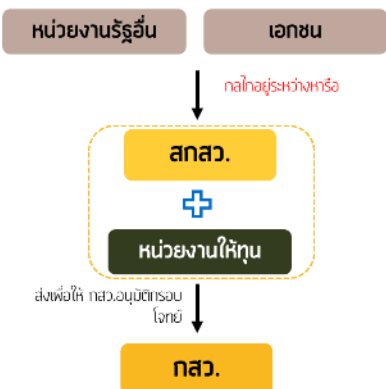 หน่วยงานรัฐอื่น เอกชน
กลไกอยู่ระหว่างหารือ
สกสว.
หน่วยงานให้ทุน
ส่งเพื่อให้ กสว.อนุมัติกรอบ
โจทย์
กสว.